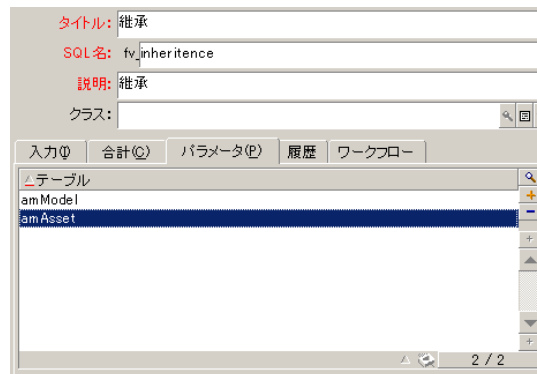 タイトル: 継承
SQL名: fv_inheritence
説明: 継承
クラス:
入力(I) 合計(C) パラメータ(P) 履歴 ワークフロー
テーブル
amModel
amAsset
2 / 2